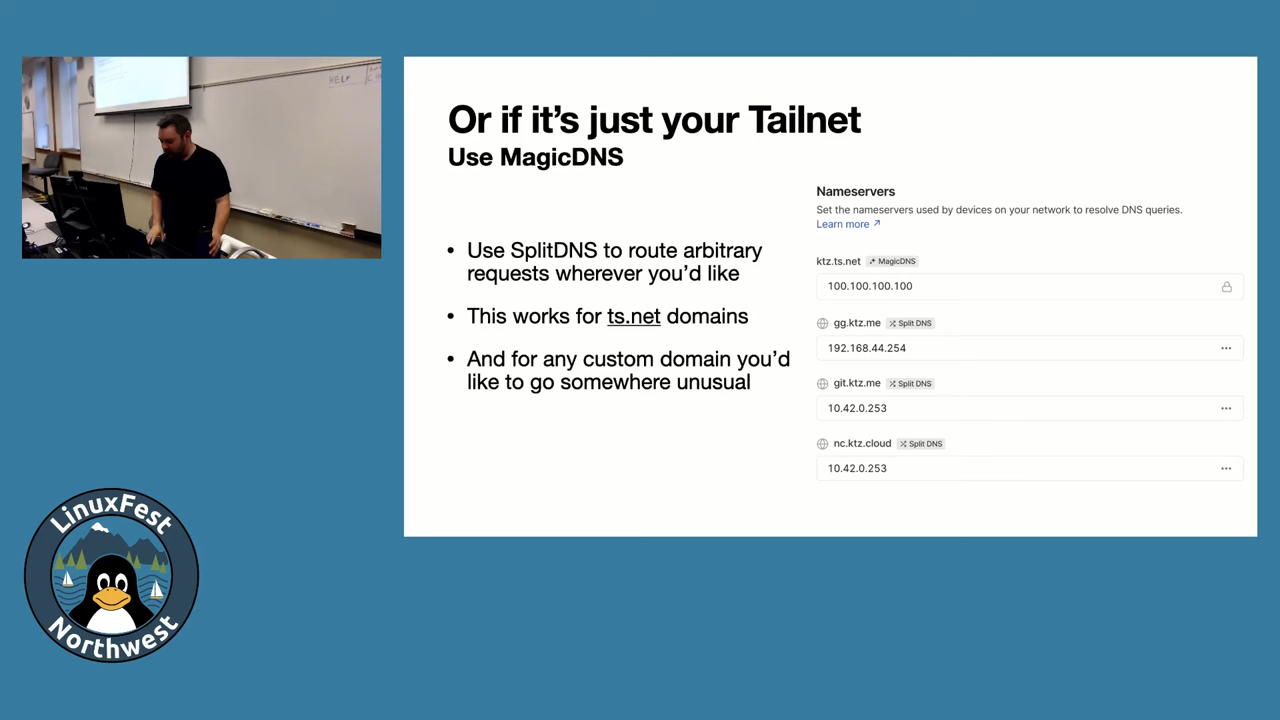 HELP
Or if it's just your Tailnet
Use MagicDNS
• Use SplitDNS to route arbitrary
requests wherever you'd like
• This works for ts.net domains
• And for any custom domain you'd
like to go somewhere unusual
Nameservers
Set the nameservers used by devices on your network to resolve DNS queries.
Learn more ↗
ktz.ts.net MagicDNS
100.100.100.100
gg.ktz.me Split DNS
192.168.44.254
git.ktz.me Split DNS
10.42.0.253
nc.ktz.cloud Split DNS
10.42.0.253
LinuxFest
Northwest